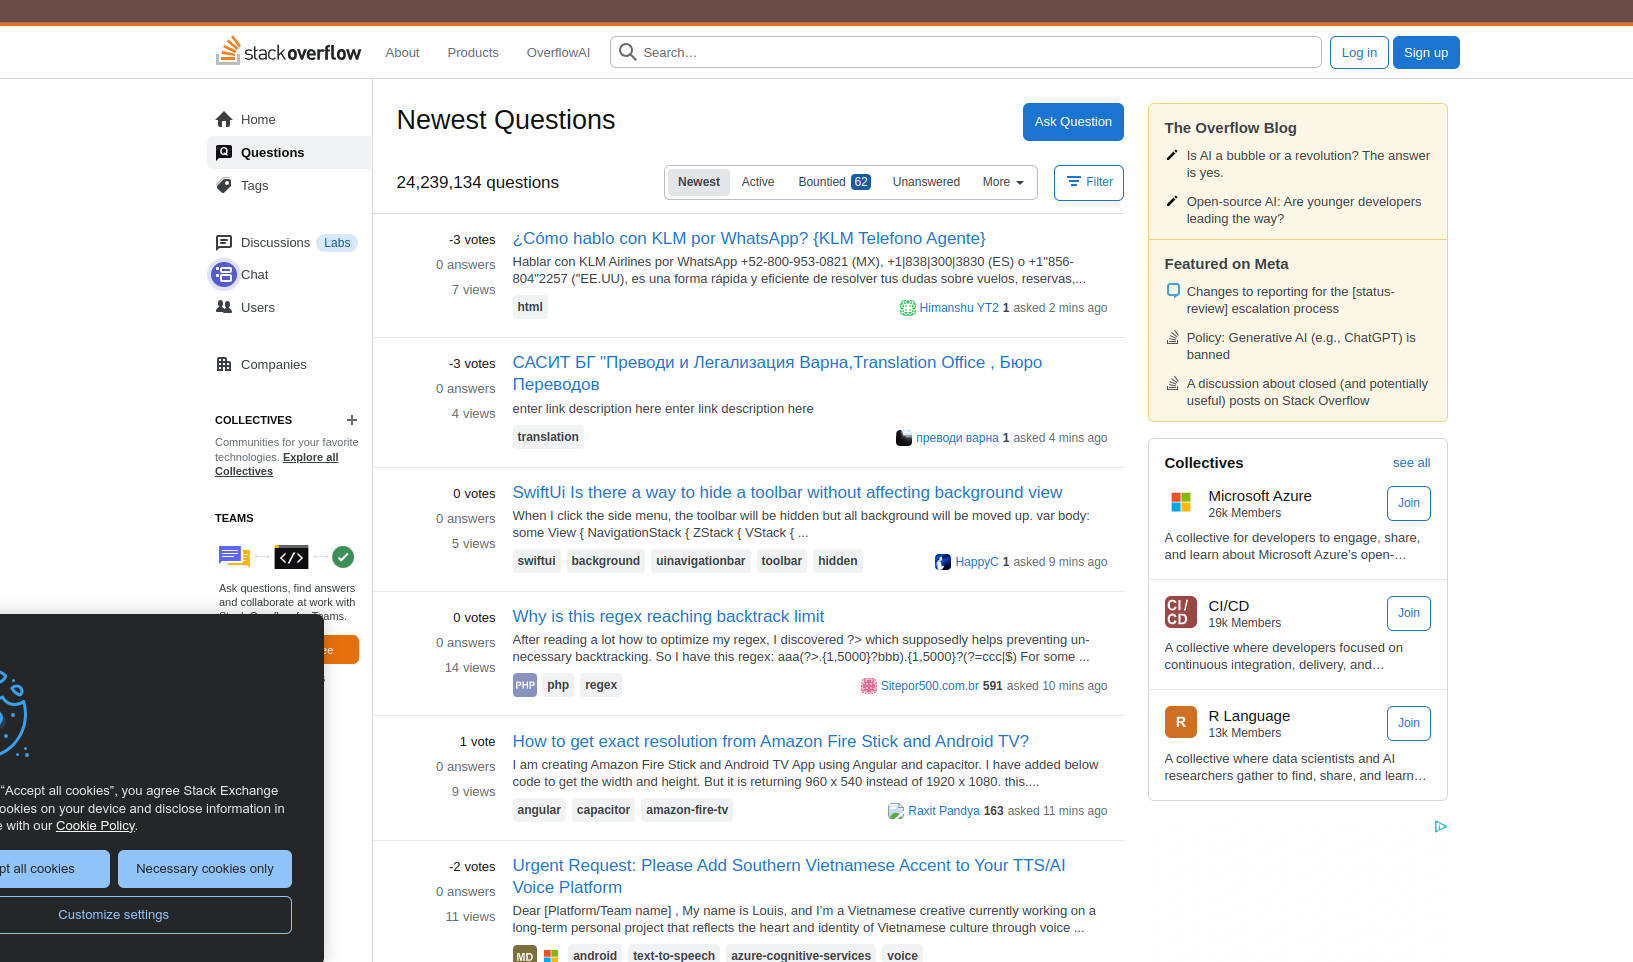 stackoverflow
About
Products
OverflowAI
Search…
Log in
Sign up
Home
Questions
Tags
Discussions Labs
Chat
Users
Companies
COLLECTIVES
Communities for your favorite
technologies. Explore all
Collectives
TEAMS
Ask questions, find answers
and collaborate at work with
“Accept all cookies”, you agree Stack Exchange
on your device and disclose information in
with our Cookie Policy.
all cookies
Necessary cookies only
Customize settings
Newest Questions
Ask Question
24,239,134 questions
Newest
Active
Bountied 62
Unanswered
More
Filter
-3 votes
0 answers
7 views
¿Cómo hablo con KLM por WhatsApp? {KLM Telefono Agente}
Hablar con KLM Airlines por WhatsApp +52-800-953-0821 (MX), +1|838|300|3830 (ES) o +1"856-
804"2257 ("EE.UU), es una forma rápida y eficiente de resolver tus dudas sobre vuelos, reservas,...
html
Himanshu YT2 1 asked 2 mins ago
-3 votes
0 answers
4 views
САСИТ БГ "Преводи и Легализация Варна,Translation Office , Бюро
Переводов
enter link description here enter link description here
translation
преводи варна 1 asked 4 mins ago
0 votes
0 answers
5 views
SwiftUi Is there a way to hide a toolbar without affecting background view
When I click the side menu, the toolbar will be hidden but all background will be moved up. var body:
some View { NavigationStack { ZStack { VStack { ...
swiftui background uinavigationbar toolbar hidden
HappyC 1 asked 9 mins ago
0 votes
0 answers
14 views
Why is this regex reaching backtrack limit
After reading a lot how to optimize my regex, I discovered ?> which supposedly helps preventing un-
necessary backtracking. So I have this regex: aaa(?>.{1,5000}?bbb).{1,5000}?(?=ccc|$) For some ...
PHP php regex
Sitepor500.com.br 591 asked 10 mins ago
1 vote
0 answers
9 views
How to get exact resolution from Amazon Fire Stick and Android TV?
I am creating Amazon Fire Stick and Android TV App using Angular and capacitor. I have added below
code to get the width and height. But it is returning 960 x 540 instead of 1920 x 1080. this....
angular capacitor amazon-fire-tv
Raxit Pandya 163 asked 11 mins ago
-2 votes
0 answers
11 views
Urgent Request: Please Add Southern Vietnamese Accent to Your TTS/AI
Voice Platform
Dear [Platform/Team name] , My name is Louis, and I’m a Vietnamese creative currently working on a
long-term personal project that reflects the heart and identity of Vietnamese culture through voice ...
MD android text-to-speech azure-cognitive-services voice
The Overflow Blog
Is AI a bubble or a revolution? The answer
is yes.
Open-source AI: Are younger developers
leading the way?
Featured on Meta
Changes to reporting for the [status-
review] escalation process
Policy: Generative AI (e.g., ChatGPT) is
banned
A discussion about closed (and potentially
useful) posts on Stack Overflow
Collectives
see all
Microsoft Azure
26k Members
Join
A collective for developers to engage, share,
and learn about Microsoft Azure’s open-…
CI/
CD
CI/CD
19k Members
Join
A collective where developers focused on
continuous integration, delivery, and…
R
R Language
13k Members
Join
A collective where data scientists and AI
researchers gather to find, share, and learn…